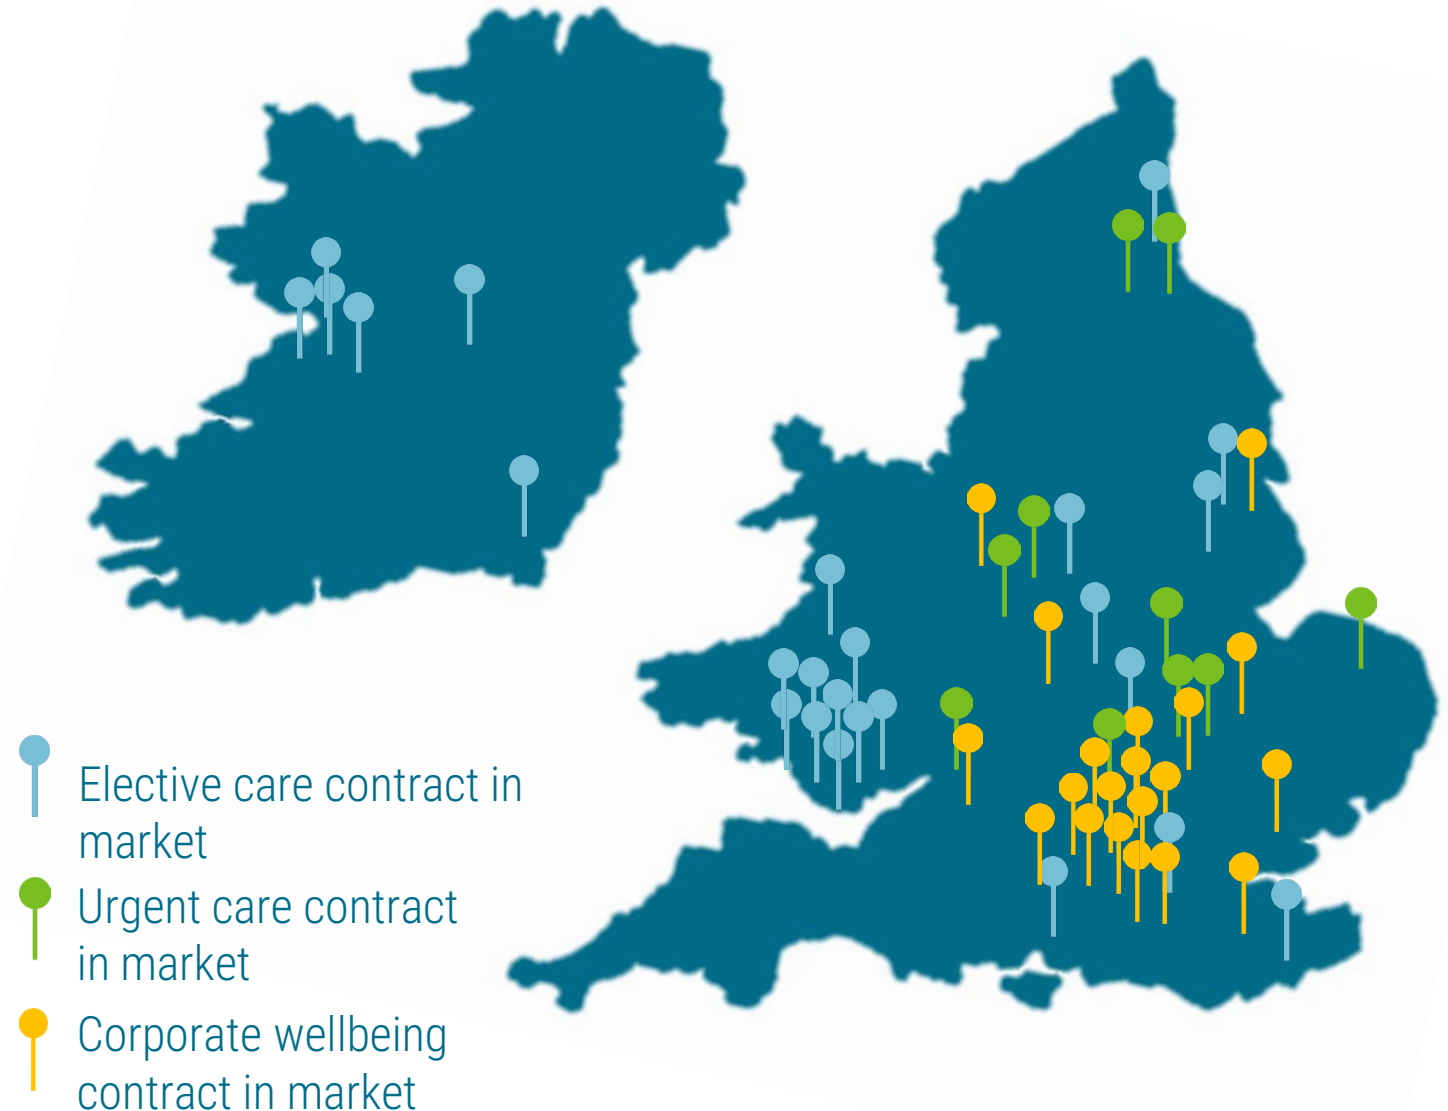 Elective care contract in
market
Urgent care contract
in market
Corporate wellbeing
contract in market